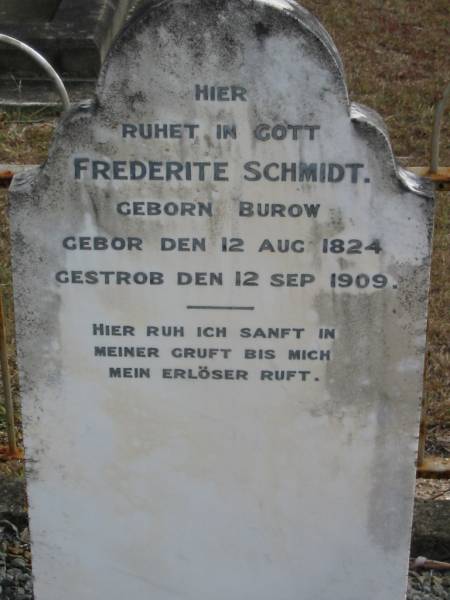 HIER
RUHET IN GOTT
FREDERITE SCHMIDT.
GEBORN BUROW
GEBOR DEN 12 AUG 1824
GESTROB DEN 12 SEP 1909.
HIER RUH ICH SANFT IN
MEINER GRUFT BIS MICH
MEIN ERLÖSER RUFT.